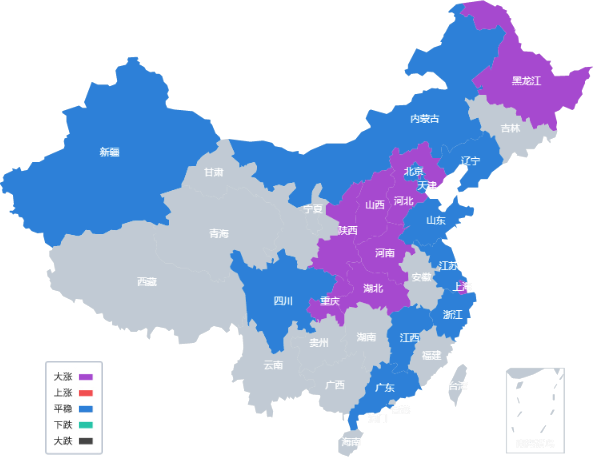 黑龙江
内蒙古
吉林
新疆
辽宁
甘肃
北京
天津
河北
山西
宁夏
山东
陕西
青海
河南
江苏
安徽
西藏
上海
湖北
四川
重庆
浙江
江西
湖南
贵州
福建
云南
广西
广东
台湾
海南
大涨
上涨
平稳
下跌
大跌